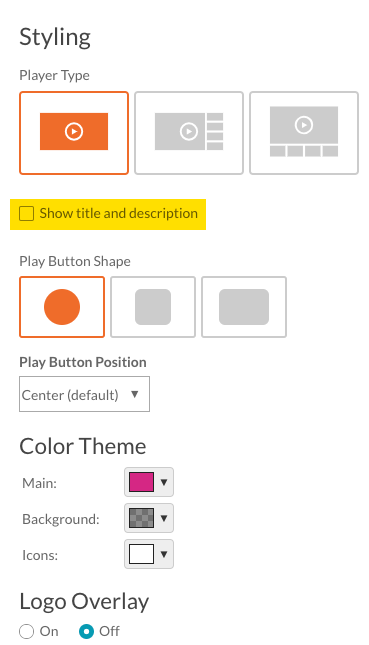 Styling
Player Type
Show title and description
Play Button Shape
Play Button Position
Center (default)
Color Theme
Main:
Background:
Icons:
Logo Overlay
On Off